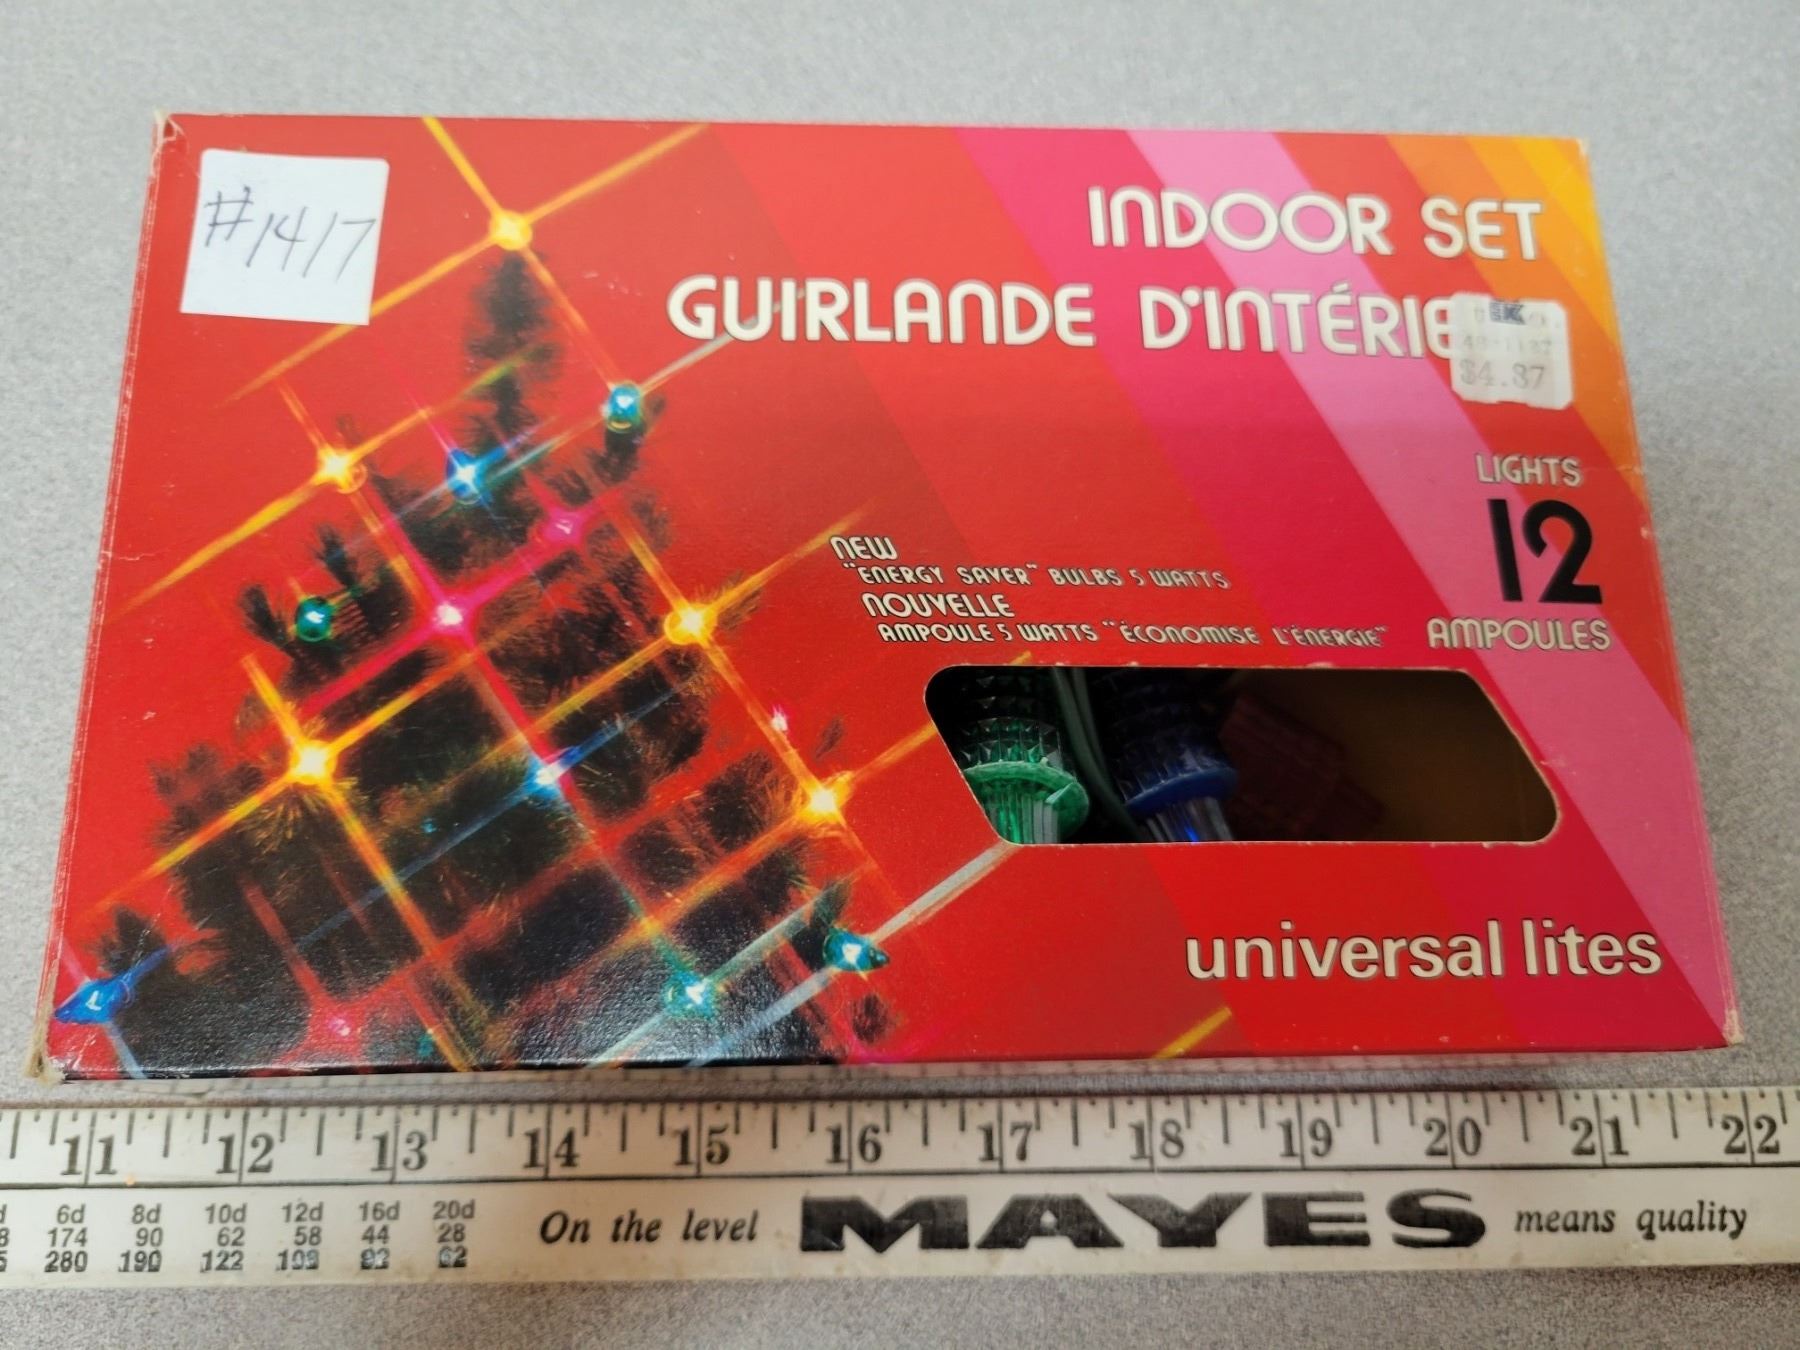 #1417
INDOOR SET
GUIRLANDE D'INTÉRIE
$4.87
LIGHTS
12
AMPOULES
NEW
"ENERGY SAVER" BULBS 5 WATTS
NOUVELLE
AMPOULE 5 WATTS "ÉCONOMISE L'ÉNERGIE"
universal lites
11 12 13 14 15 16 17 18 19 20 21 22
6d 8d 10d 12d 16d 20d
174 90 62 58 44 28
280 190 122 62
On the level MAYES means quality